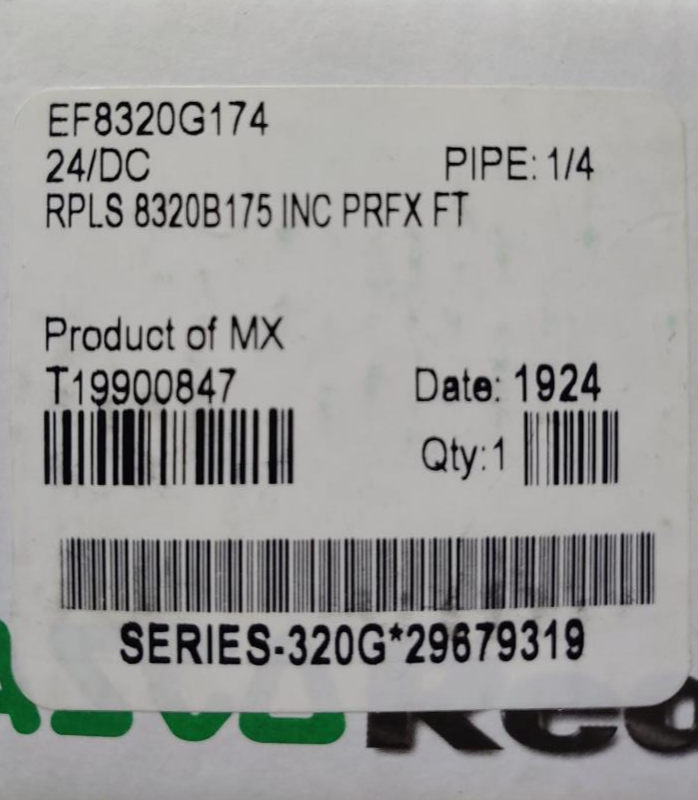 EF8320G174
24/DC PIPE: 1/4
RPLS 8320B175 INC PRFX FT
Product of MX
T19900847 Date: 1924
Qty:1
SERIES-320G*29679319